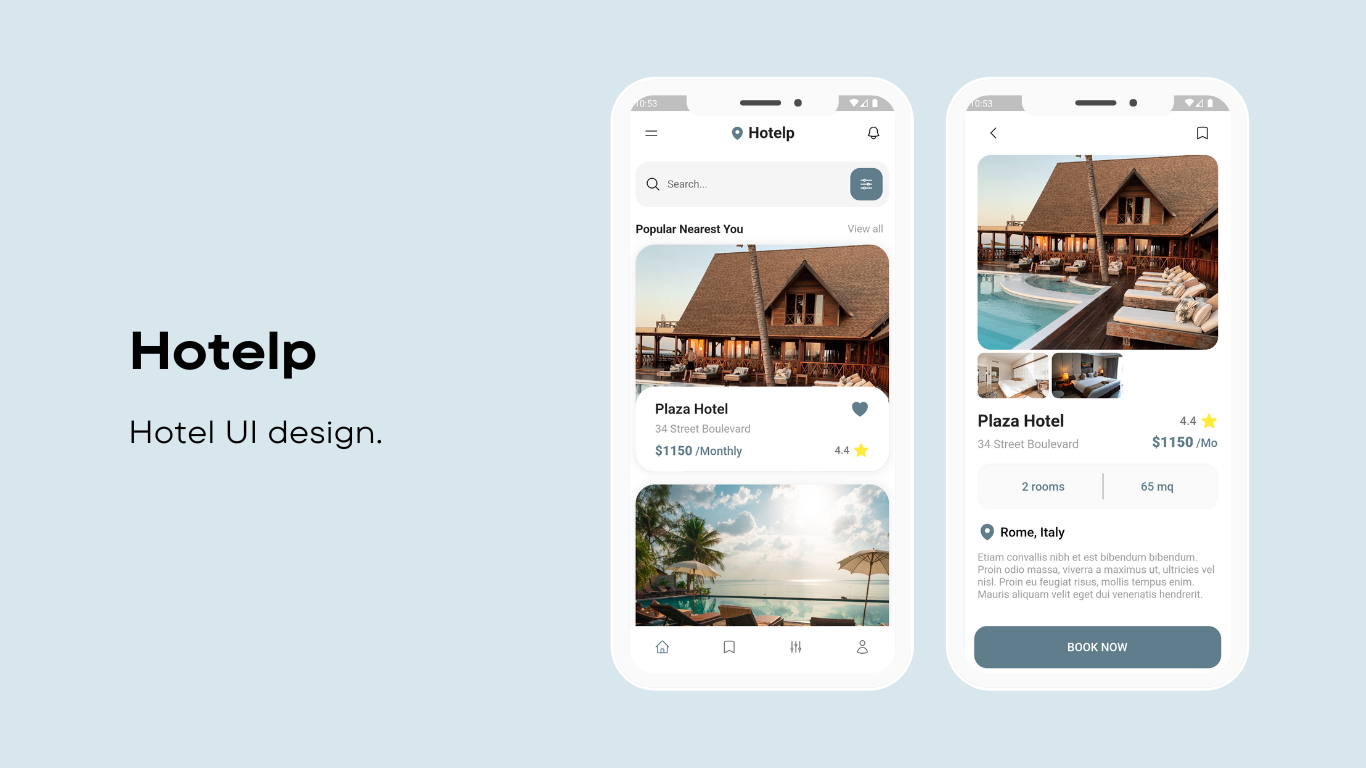 Hotelp
Hotel UI design.
10:53
Hotelp
Search...
Popular Nearest You
View all
Plaza Hotel
34 Street Boulevard
$1150 /Monthly
4.4
10:53
Plaza Hotel
4.4
34 Street Boulevard
$1150 /Mo
2 rooms
65 mq
Rome, Italy
Etiam convallis nibh et est bibendum bibendum.
Proin odio massa, viverra a maximus ut, ultricies vel
nisl. Proin eu feugiat risus, mollis tempus enim.
Mauris aliquam velit eget dui venenatis hendrerit.
BOOK NOW